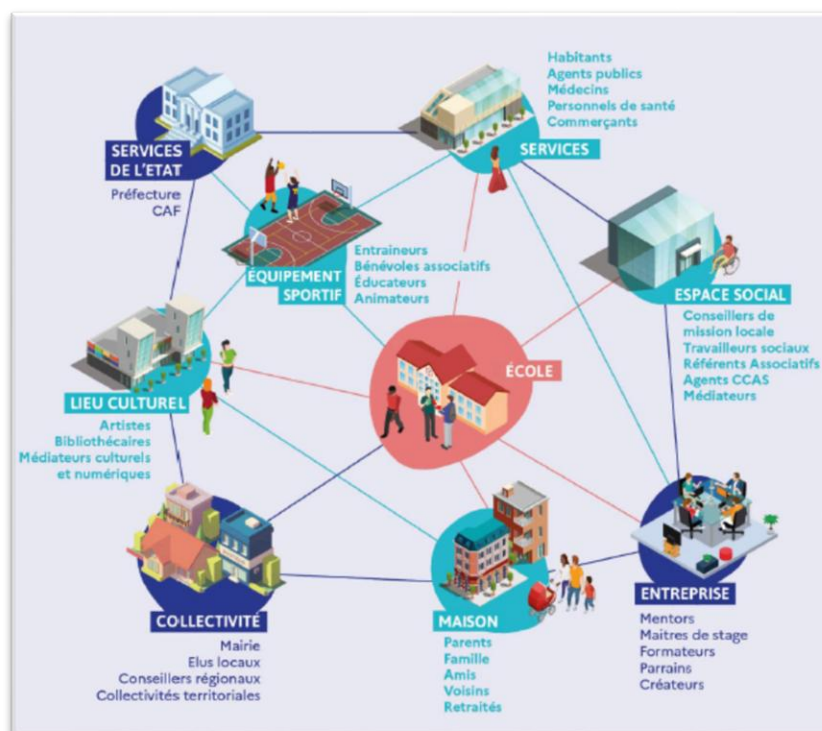 SERVICES
DE L'ETAT
Préfecture
CAF
Habitants
Agents publics
Médecins
Personnels de santé
Commerçants
SERVICES
ÉQUIPEMENT
SPORTIF
Entraîneurs
Bénévoles associatifs
Éducateurs
Animateurs
ESPACE SOCIAL
Conseillers de
mission locale
Travailleurs sociaux
Référents Associatifs
Agents CCAS
Médiateurs
ÉCOLE
LIEU CULTUREL
Artistes
Bibliothécaires
Médiateurs culturels
et numériques
COLLECTIVITÉ
Mairie
Elus locaux
Conseillers régionaux
Collectivités territoriales
MAISON
Parents
Famille
Amis
Voisins
Retraités
ENTREPRISE
Mentors
Maitres de stage
Formateurs
Parrains
Créateurs